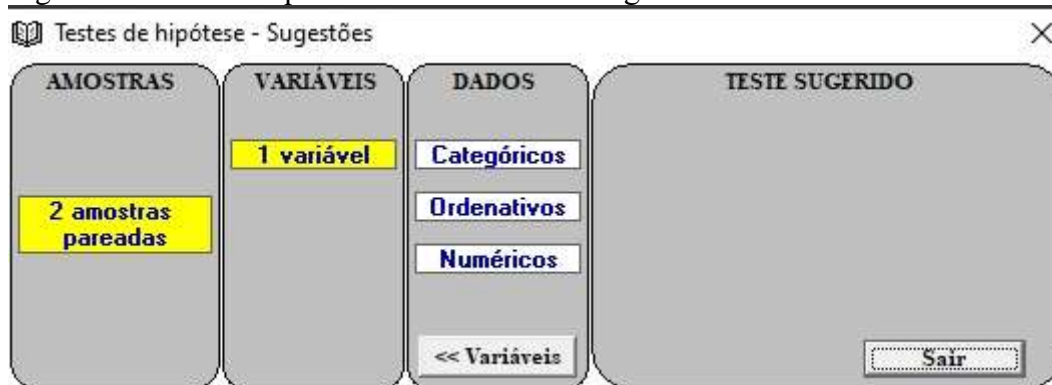 Testes de hipótese - Sugestões
AMOSTRAS
VARIÁVEIS
DADOS
TESTE SUGERIDO
1 variável
Categóricos
2 amostras
pareadas
Ordenativos
Numéricos
<< Variáveis
Sair